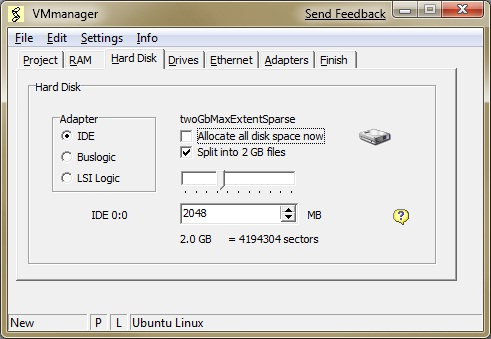 VMmanager Send Feedback
File Edit Settings Info
Project RAM Hard Disk Drives Ethernet Adapters Finish
Hard Disk
Adapter
IDE
Buslogic
LSI Logic
twoGbMaxExtentSparse
Allocate all disk space now
Split into 2 GB files
IDE 0:0 2048 MB
2.0 GB = 4194304 sectors
?
New P L Ubuntu Linux